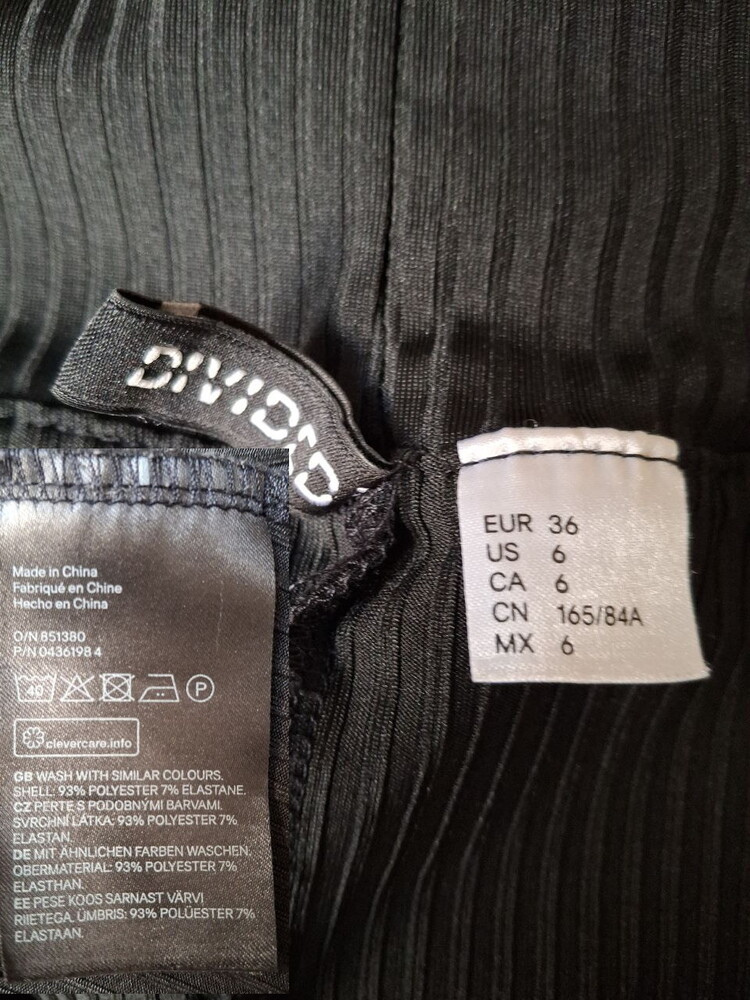 DIVIDED
EUR 36
US 6
CA 6
CN 165/84A
MX 6
Made in China
Fabriqué en Chine
Hecho en China
O/N 851380
P/N 0436198 4
40
P
clevercare.info
GB WASH WITH SIMILAR COLOURS.
SHELL: 93% POLYESTER 7% ELASTANE.
CZ PERTE S PODOBNÝMI BARVAMI.
SVRCHNÍ LÁTKA: 93% POLYESTER 7%
ELASTAN.
DE MIT ÄHNLICHEN FARBEN WASCHEN.
OBERMATERIAL: 93% POLYESTER 7%
ELASTHAN.
EE PESE KOOS SARNAST VÄRVI
RIIETEGA. ÜMBRIS: 93% POLÜESTER 7%
ELASTAAN.